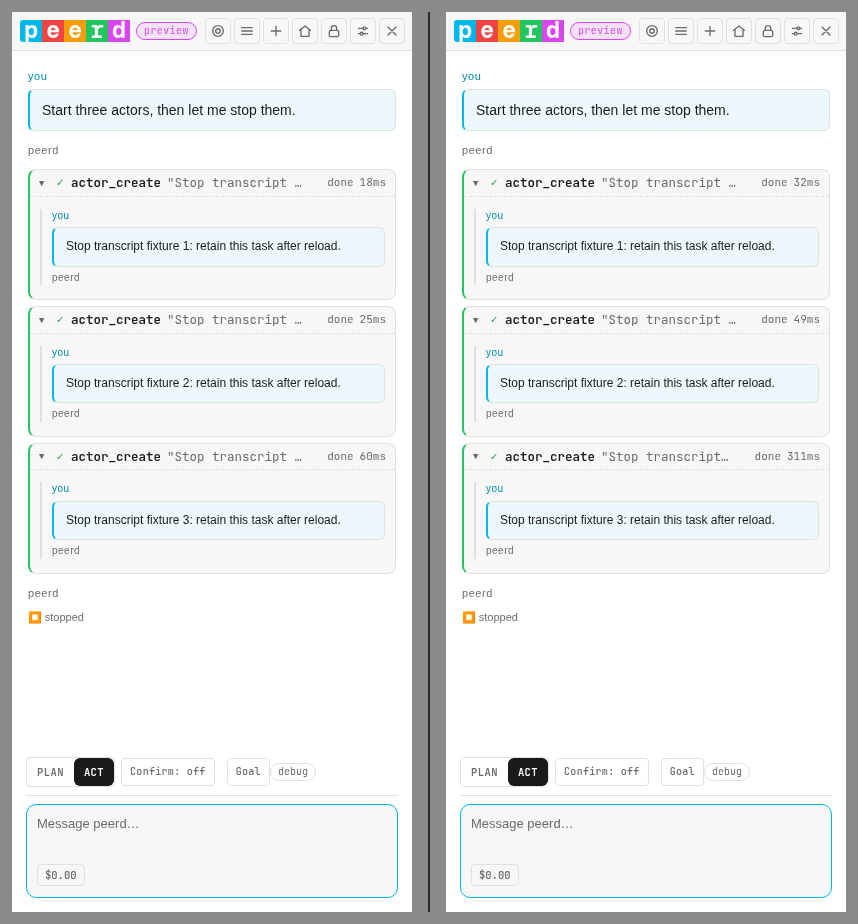 peerd preview
you
Start three actors, then let me stop them.
peerd
▼ ✓ actor_create "Stop transcript … done 18ms
you
Stop transcript fixture 1: retain this task after reload.
peerd
▼ ✓ actor_create "Stop transcript … done 25ms
you
Stop transcript fixture 2: retain this task after reload.
peerd
▼ ✓ actor_create "Stop transcript … done 60ms
you
Stop transcript fixture 3: retain this task after reload.
peerd
peerd
stopped
PLAN ACT Confirm: off Goal debug
Message peerd…
$0.00
peerd preview
you
Start three actors, then let me stop them.
peerd
▼ ✓ actor_create "Stop transcript … done 32ms
you
Stop transcript fixture 1: retain this task after reload.
peerd
▼ ✓ actor_create "Stop transcript … done 49ms
you
Stop transcript fixture 2: retain this task after reload.
peerd
▼ ✓ actor_create "Stop transcript… done 311ms
you
Stop transcript fixture 3: retain this task after reload.
peerd
peerd
stopped
PLAN ACT Confirm: off Goal debug
Message peerd…
$0.00